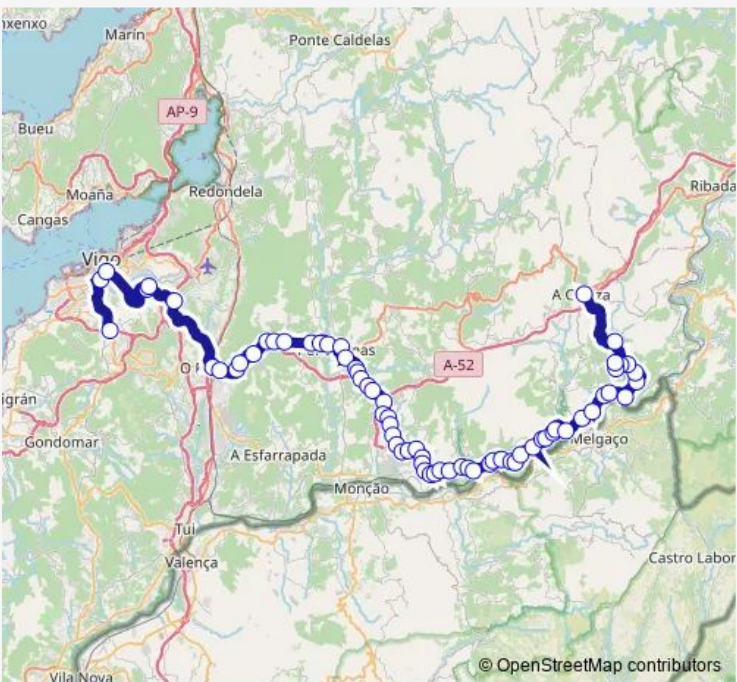 Marín
Ponte Caldelas
AP-9
Bueu
Redondela
Moaña
Ribada
Cangas
Vigo
A-52
Gondomar
Melgaço
A Esfarrapada
Monção
Tui
Valença
Castro Labor
© OpenStreetMap contributors
Vila Nova